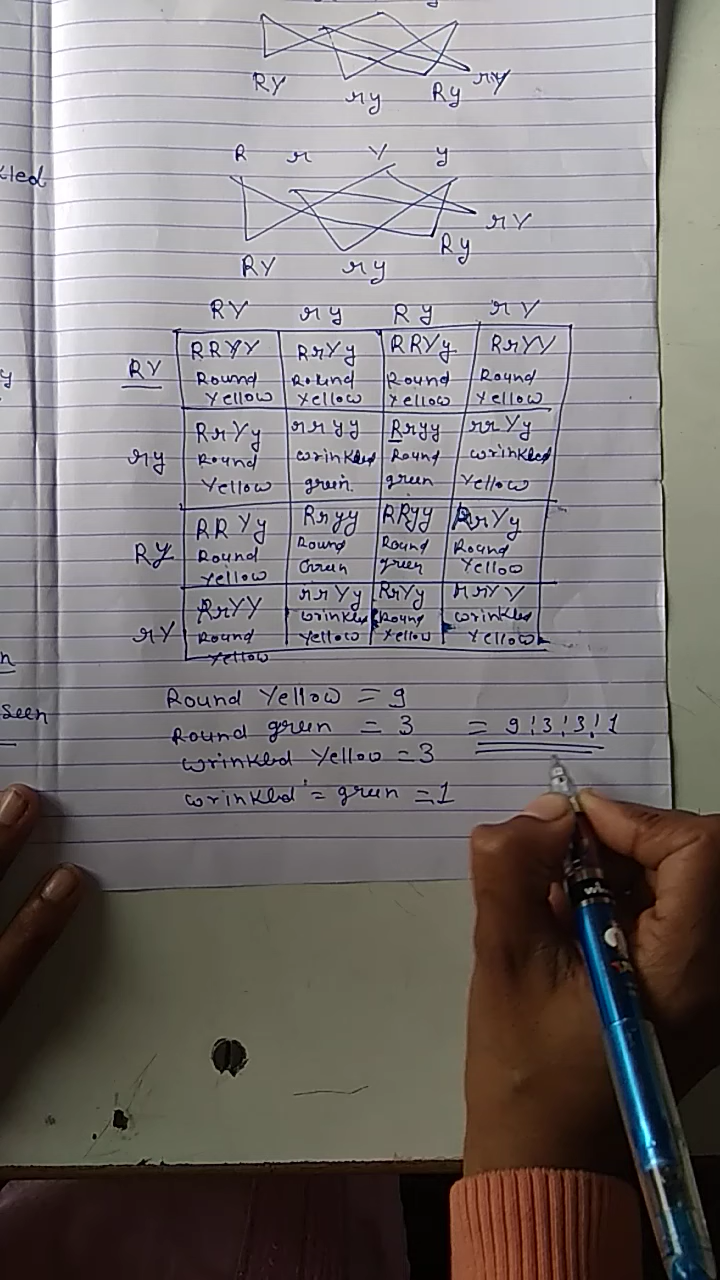 RY ry Ry rY
R r Y y
RY ry Ry rY
RY ry Ry rY
RY RRYY RrYy RRYy RrYY
Round Round Round Round
Yellow Yellow Yellow Yellow
ry RrYy rryy Rryy rrYy
Round wrinkled Round wrinkled
Yellow green. green Yellow
Ry RRYy Rryy RRyy RrYy
Round Round Round Round
Yellow Green green Yelloo
rY RrYY rrYy RrYy rrYY
Round wrinkled Round wrinkled
Yellow Yellow Yellow Yellow
Round Yellow = 9
Round green = 3 = 9:3:3:1
wrinkled Yellow = 3
wrinkled = green = 1
kled
y
n
seen